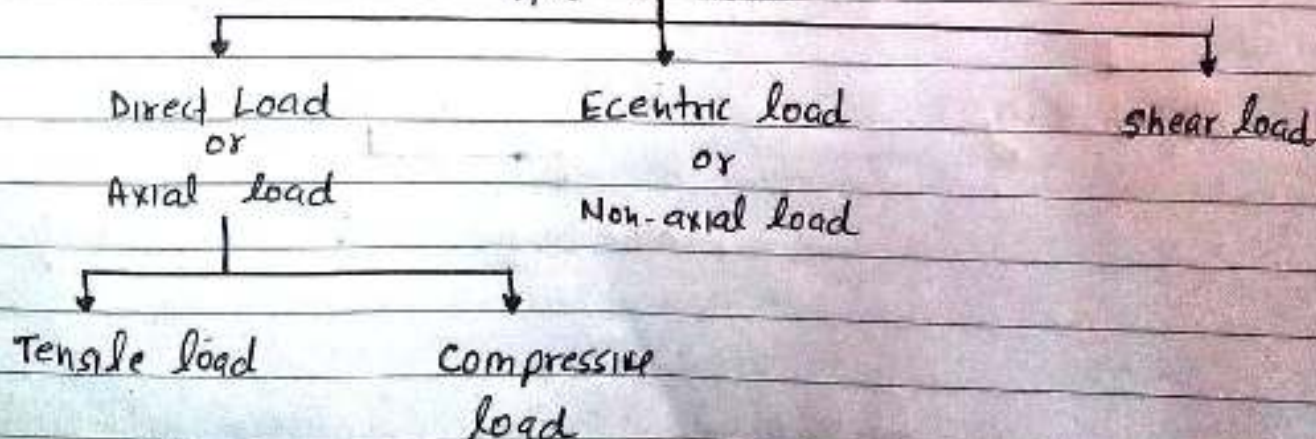 Direct Load
or
Axial load
Ecentric load
or
Non-axial load
shear load
Tensile load
compressive
load